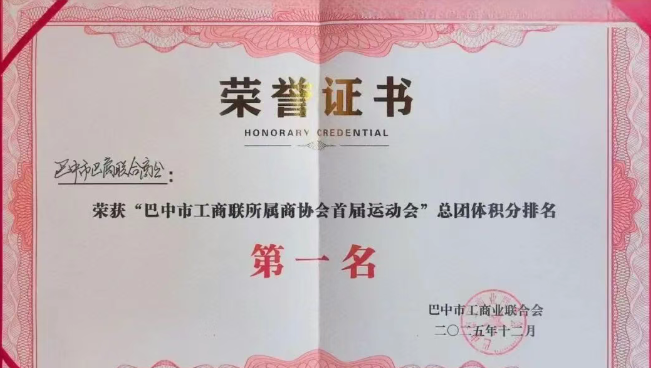 荣誉证书
HONORARY CREDENTIAL
巴中市巴商联合商会：
荣获“巴中市工商联所属商协会首届运动会”总团体积分排名
第一名
巴中市工商业联合会
二〇二五年十二月